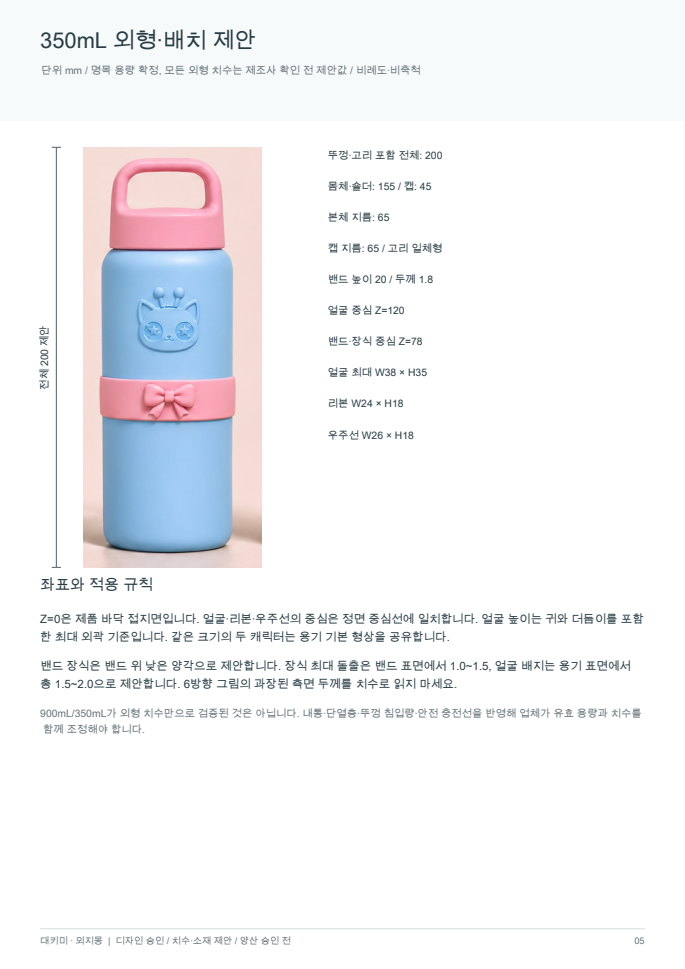 350mL 외형·배치 제안
단위 mm / 명목 용량 확정, 모든 외형 치수는 제조사 확인 전 제안값 / 비례도·비축척
전체 200 제안
뚜껑·고리 포함 전체: 200
몸체·숄더: 155 / 캡: 45
본체 지름: 65
캡 지름: 65 / 고리 일체형
밴드 높이 20 / 두께 1.8
얼굴 중심 Z=120
밴드·장식 중심 Z=78
얼굴 최대 W38 × H35
리본 W24 × H18
우주선 W26 × H18
좌표와 적용 규칙
Z=0은 제품 바닥 접지면입니다. 얼굴·리본·우주선의 중심은 정면 중심선에 일치합니다. 얼굴 높이는 귀와 더듬이를 포함
한 최대 외곽 기준입니다. 같은 크기의 두 캐릭터는 용기 기본 형상을 공유합니다.
밴드 장식은 밴드 위 낮은 양각으로 제안합니다. 장식 최대 돌출은 밴드 표면에서 1.0~1.5, 얼굴 배지는 용기 표면에서
총 1.5~2.0으로 제안합니다. 6방향 그림의 과장된 측면 두께를 치수로 읽지 마세요.
900mL/350mL가 외형 치수만으로 검증된 것은 아닙니다. 내통·단열층·뚜껑 침입량·안전 충전선을 반영해 업체가 유효 용량과 치수를
함께 조정해야 합니다.
대키미 · 외지몽 | 디자인 승인 / 치수·소재 제안 / 양산 승인 전
05